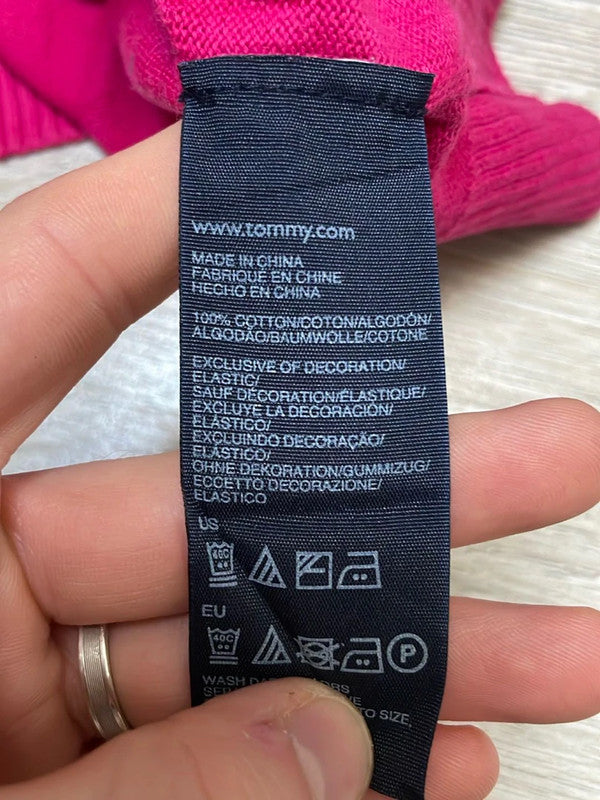 www.tommy.com
MADE IN CHINA
FABRIQUÉ EN CHINE
HECHO EN CHINA
100% COTTON/COTON/ALGODÓN/
ALGODÃO/BAUMWOLLE/COTONE
EXCLUSIVE OF DECORATION/
ELASTIC/
SAUF DÉCORATION/ÉLASTIQUE/
EXCLUYE LA DECORACIÓN/
ELÁSTICO/
EXCLUINDO DECORAÇÃO/
ELÁSTICO/
OHNE DEKORATION/GUMMIZUG/
ECCETTO DECORAZIONE/
ELASTICO
US
40C
EU
40C
P
WASH
TO SIZE,